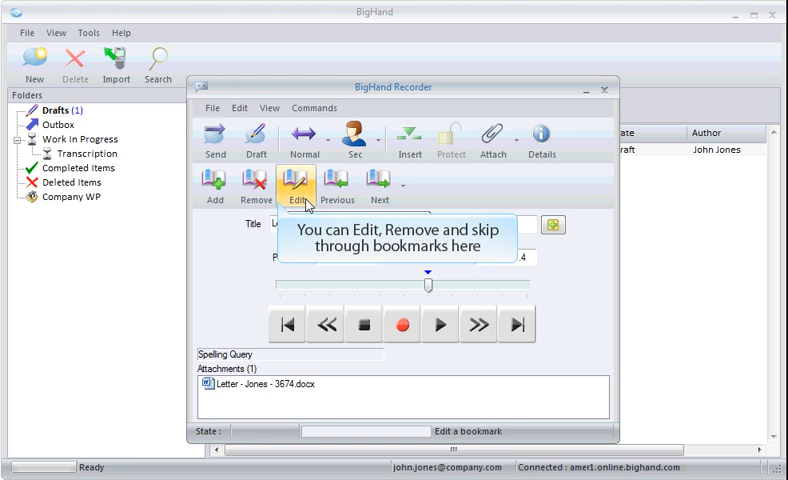 BigHand
File View Tools Help
New Delete Import Search
Folders
Drafts (1)
Outbox
Work In Progress
Transcription
Completed Items
Deleted Items
Company WP
BigHand Recorder
File Edit View Commands
Send Draft Normal Sec Insert Protect Attach Details
Add Remove Edit Previous Next
Title
You can Edit, Remove and skip
through bookmarks here
.4
Spelling Query
Attachments (1)
Letter - Jones - 3674.docx
State : Edit a bookmark
Author
John Jones
Ready john.jones@company.com Connected : amer1.online.bighand.com